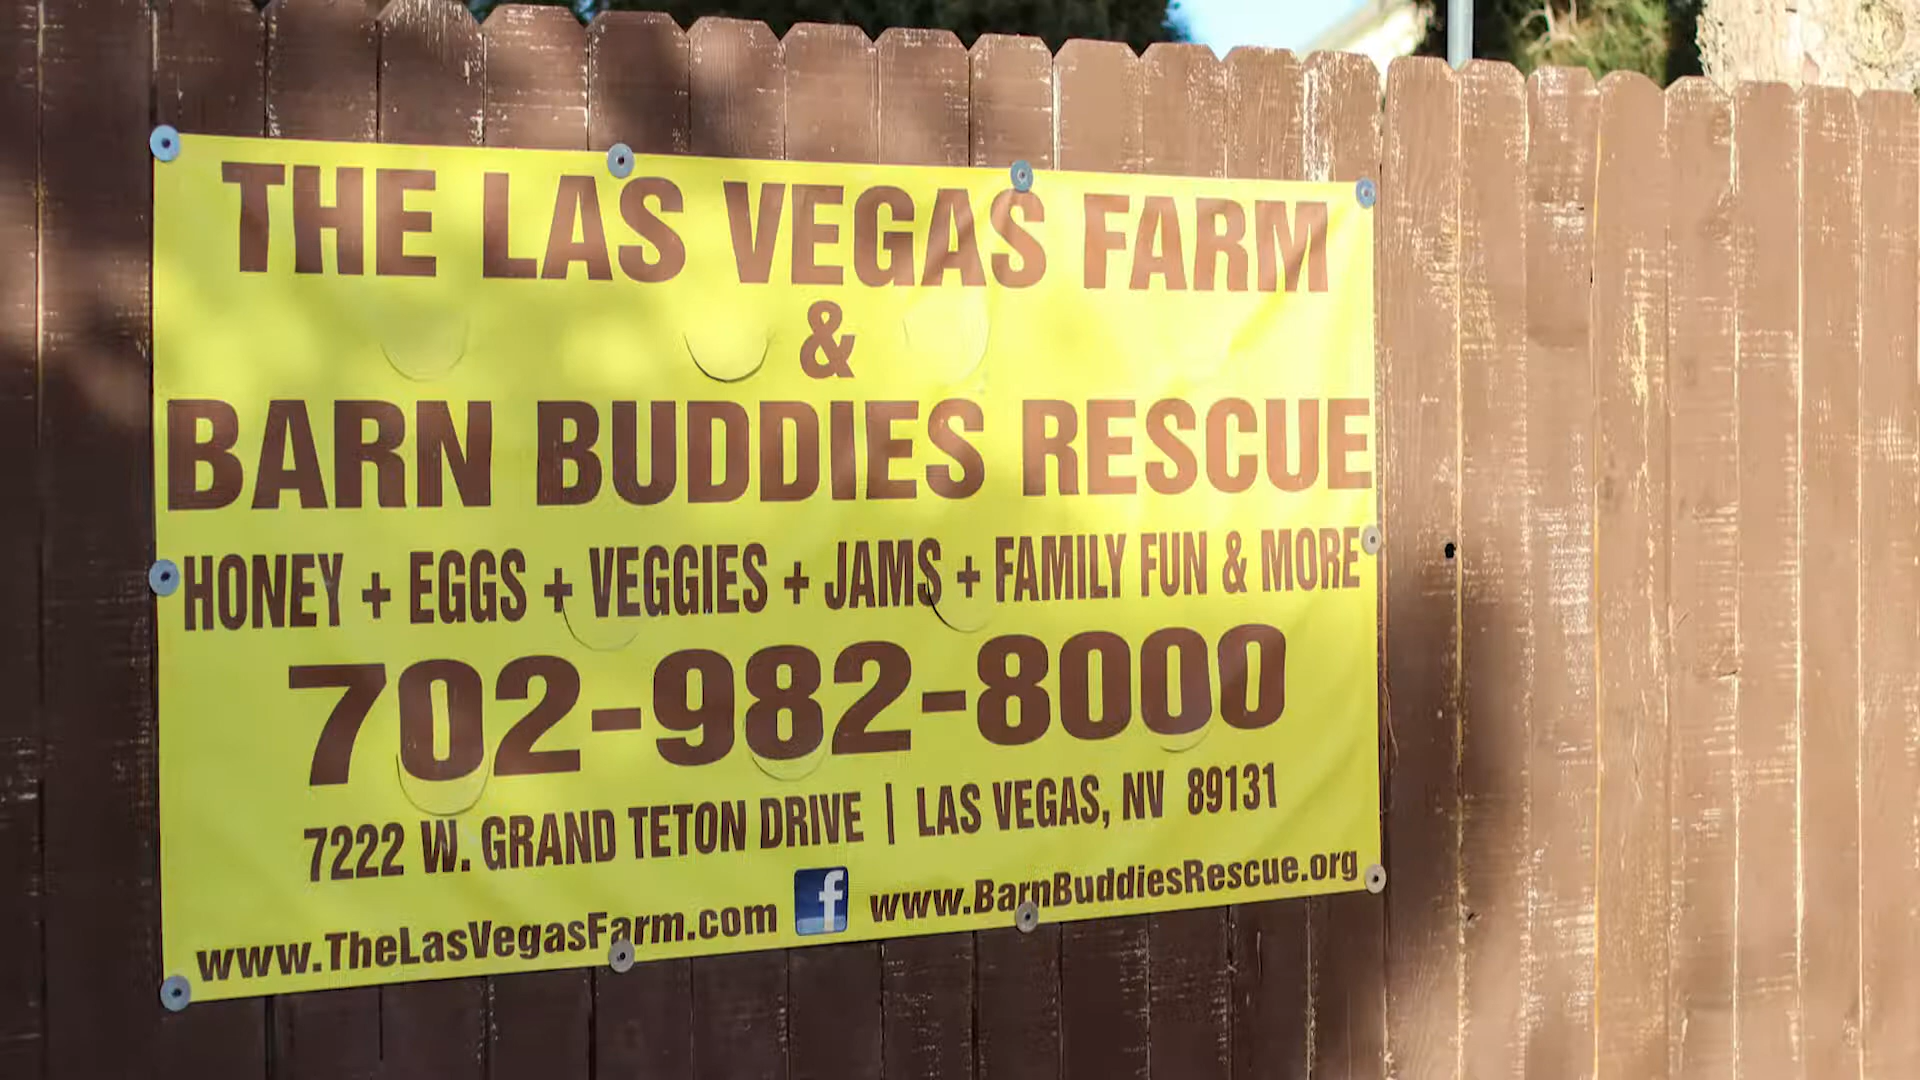 THE LAS VEGAS FARM
&
BARN BUDDIES RESCUE
HONEY + EGGS + VEGGIES + JAMS + FAMILY FUN & MORE
702-982-8000
7222 W. GRAND TETON DRIVE | LAS VEGAS, NV 89131
www.TheLasVegasFarm.com f www.BarnBuddiesRescue.org